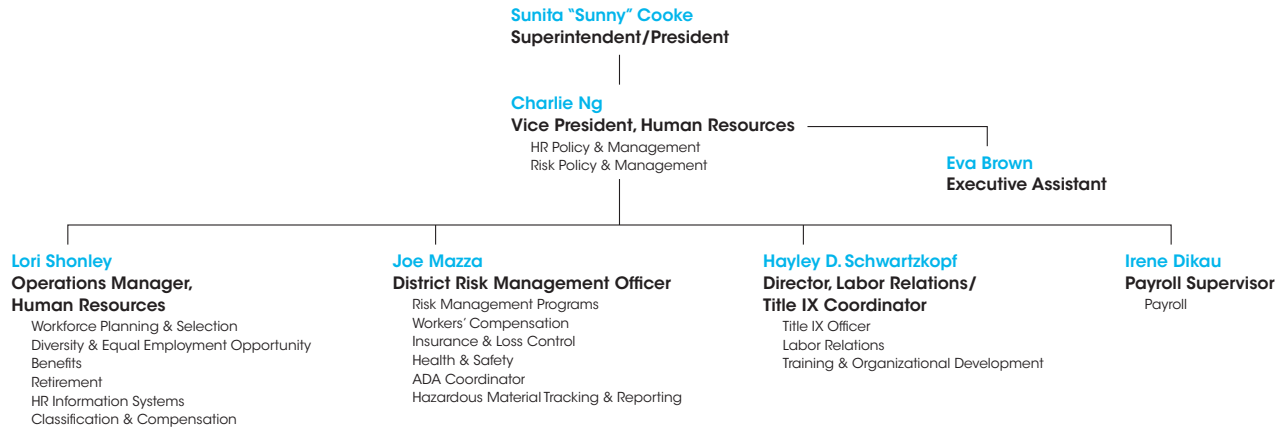 Sunita “Sunny” Cooke
Superintendent/President
Charlie Ng
Vice President, Human Resources
HR Policy & Management
Risk Policy & Management
Eva Brown
Executive Assistant
Lori Shonley
Operations Manager,
Human Resources
Workforce Planning & Selection
Diversity & Equal Employment Opportunity
Benefits
Retirement
HR Information Systems
Classification & Compensation
Joe Mazza
District Risk Management Officer
Risk Management Programs
Workers’ Compensation
Insurance & Loss Control
Health & Safety
ADA Coordinator
Hazardous Material Tracking & Reporting
Hayley D. Schwartzkopf
Director, Labor Relations/
Title IX Coordinator
Title IX Officer
Labor Relations
Training & Organizational Development
Irene Dikau
Payroll Supervisor
Payroll